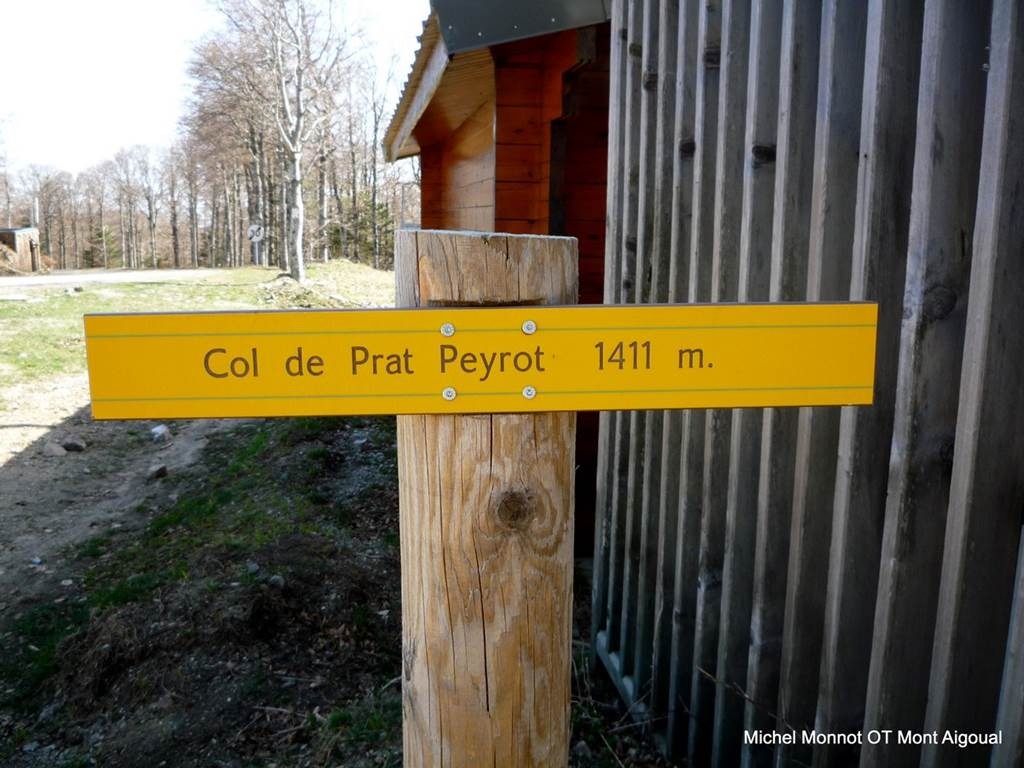 Col de Prat Peyrot 1411 m.
Michel Monnot OT Mont Aigoual